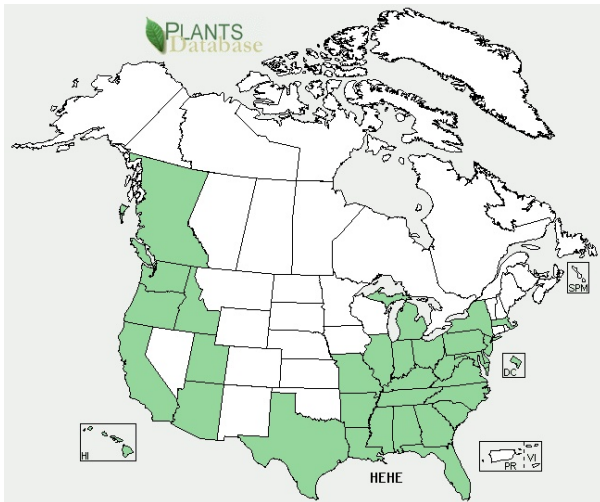 PLANTS
Database
SPM
DC
HI
PR
VI
HEHE